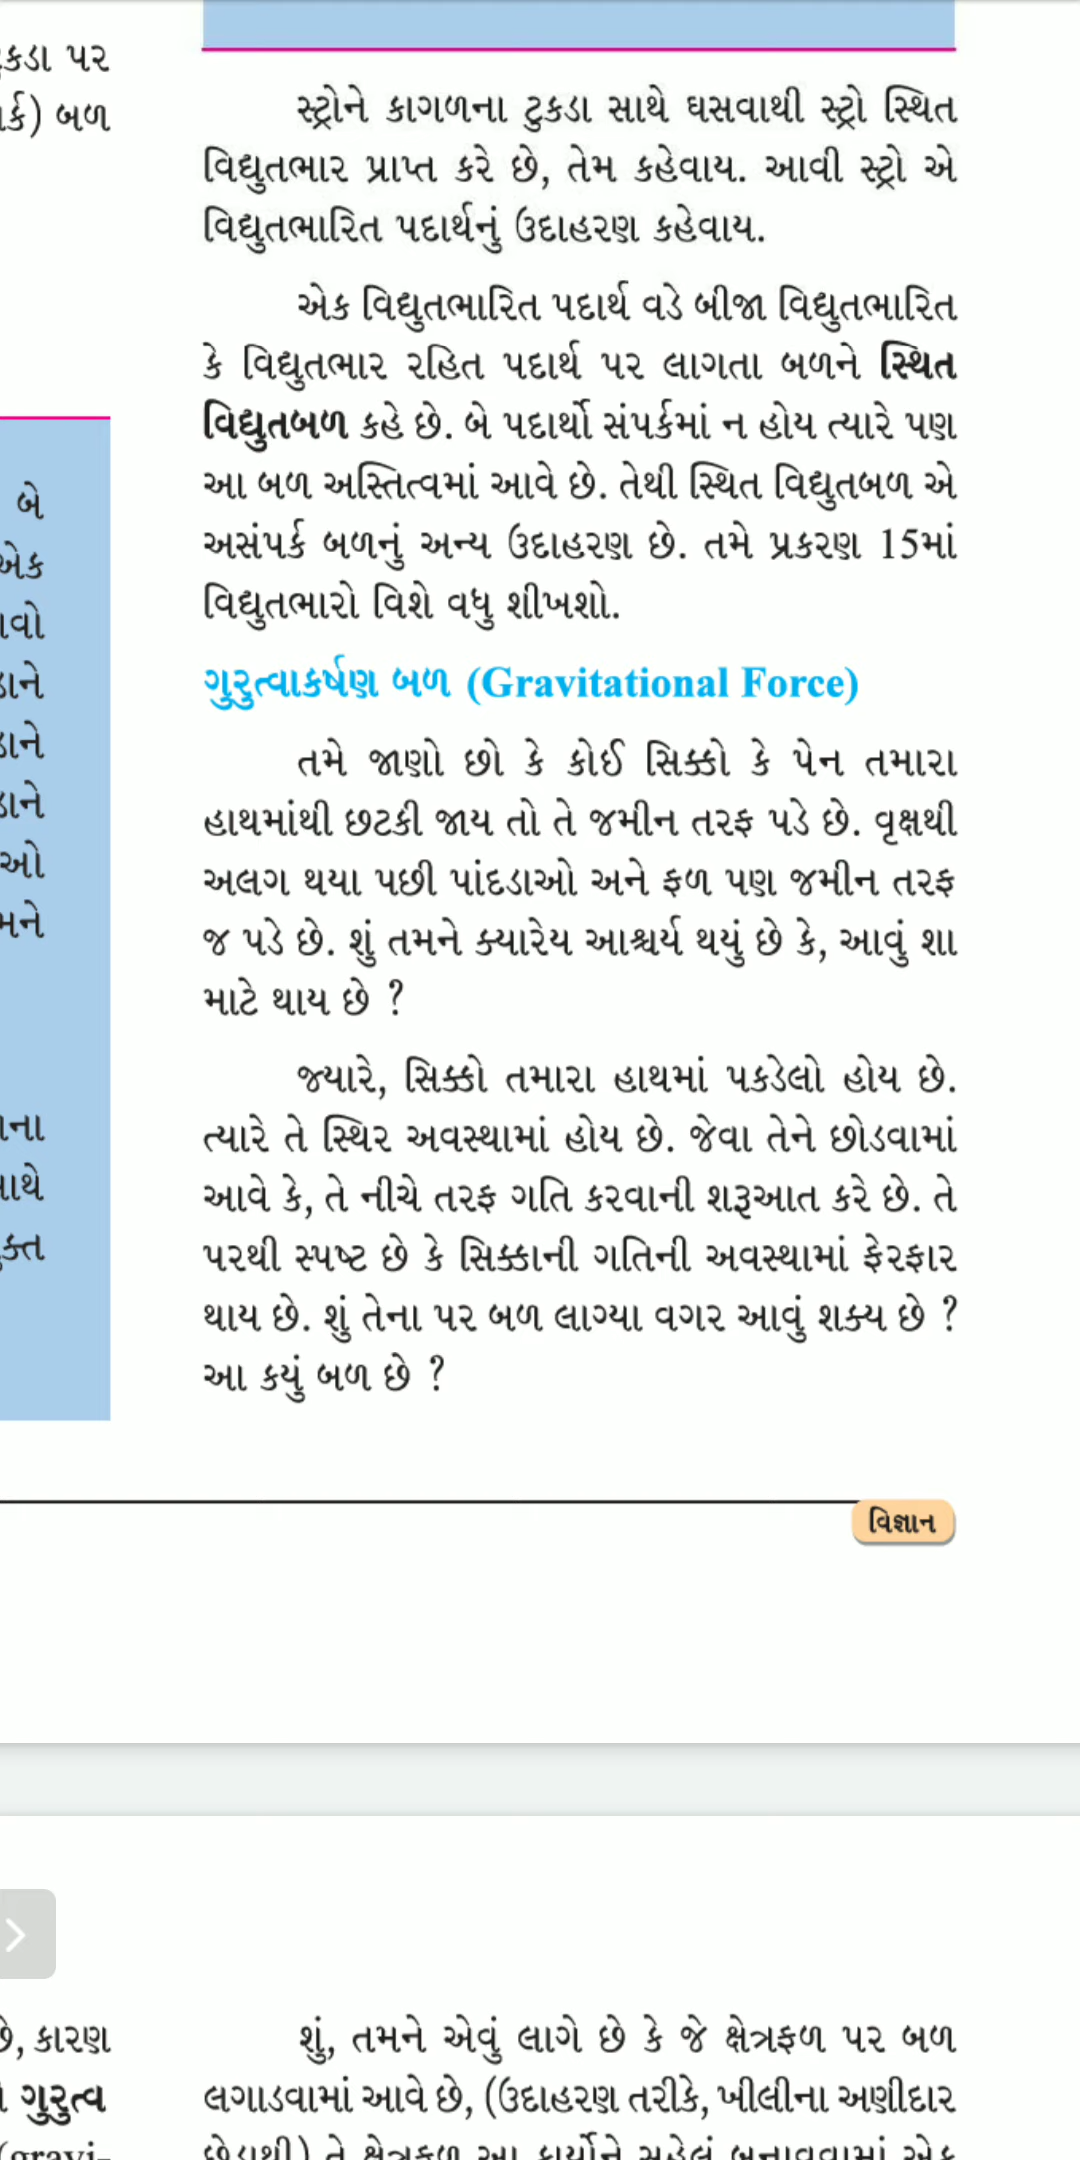 પર
બળ
બે
એક
સ્ટ્રોને કાગળના ટુકડા સાથે ઘસવાથી સ્ટ્રો સ્થિત
વિદ્યુતભાર પ્રાપ્ત કરે છે, તેમ કહેવાય. આવી સ્ટ્રો એ
વિદ્યુતભારિત પદાર્થનું ઉદાહરણ કહેવાય.
એક વિદ્યુતભારિત પદાર્થ વડે બીજા વિદ્યુતભારિત
કે વિદ્યુતભાર રહિત પદાર્થ પર લાગતા બળને સ્થિત
વિદ્યુતબળ કહે છે. બે પદાર્થો સંપર્કમાં ન હોય ત્યારે પણ
આ બળ અસ્તિત્વમાં આવે છે. તેથી સ્થિત વિદ્યુતબળ એ
અસંપર્ક બળનું અન્ય ઉદાહરણ છે. તમે પ્રકરણ 15માં
વિદ્યુતભારો વિશે વધુ શીખશો.
ગુરુત્વાકર્ષણ બળ (Gravitational Force)
તમે જાણો છો કે કોઈ સિક્કો કે પેન તમારા
હાથમાંથી છટકી જાય તો તે જમીન તરફ પડે છે. વૃક્ષથી
અલગ થયા પછી પાંદડાઓ અને ફળ પણ જમીન તરફ
જ પડે છે. શું તમને ક્યારેય આશ્ચર્ય થયું છે કે, આવું શા
માટે થાય છે ?
જ્યારે, સિક્કો તમારા હાથમાં પકડેલો હોય છે.
ત્યારે તે સ્થિર અવસ્થામાં હોય છે. જેવા તેને છોડવામાં
આવે કે, તે નીચે તરફ ગતિ કરવાની શરૂઆત કરે છે. તે
પરથી સ્પષ્ટ છે કે સિક્કાની ગતિની અવસ્થામાં ફેરફાર
થાય છે. શું તેના પર બળ લાગ્યા વગર આવું શક્ય છે ?
આ કયું બળ છે ?
વિજ્ઞાન
છે, કારણ
ગુરુત્વ
શું, તમને એવું લાગે છે કે જે ક્ષેત્રફળ પર બળ
લગાડવામાં આવે છે, (ઉદાહરણ તરીકે, ખીલીના અણીદાર